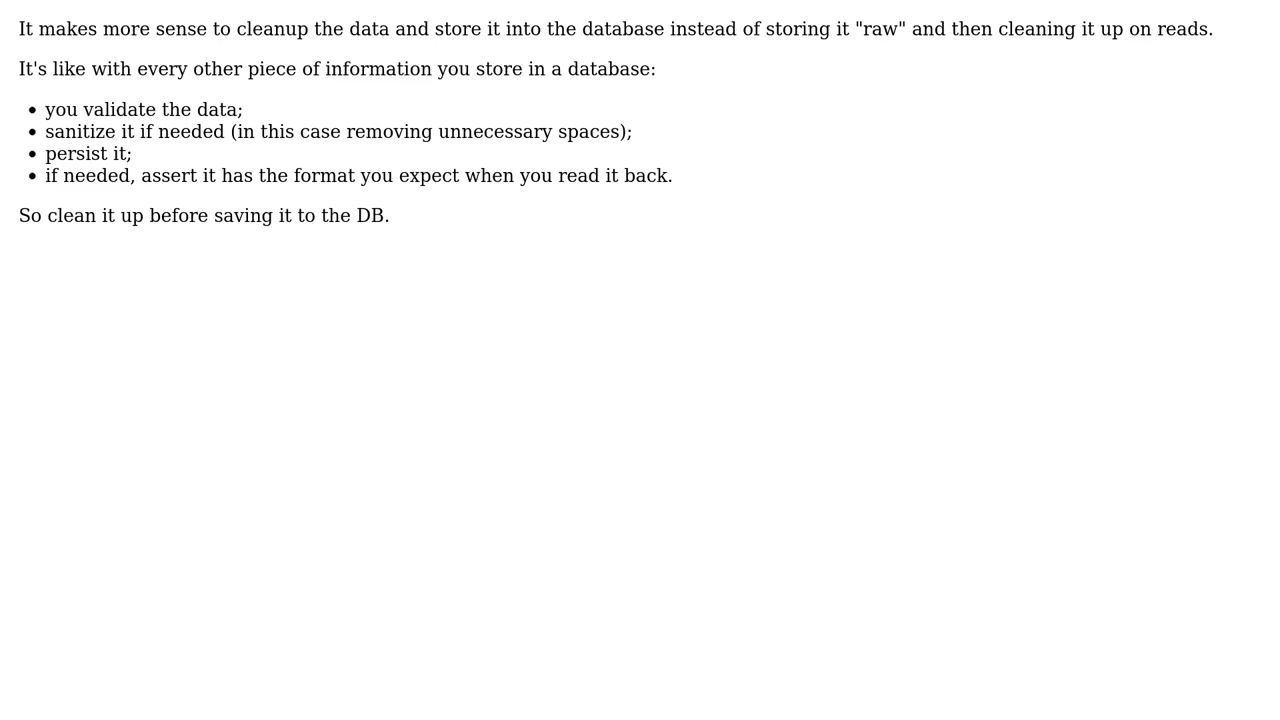 It makes more sense to cleanup the data and store it into the database instead of storing it "raw" and then cleaning it up on reads.
It's like with every other piece of information you store in a database:
• you validate the data;
• sanitize it if needed (in this case removing unnecessary spaces);
• persist it;
• if needed, assert it has the format you expect when you read it back.
So clean it up before saving it to the DB.